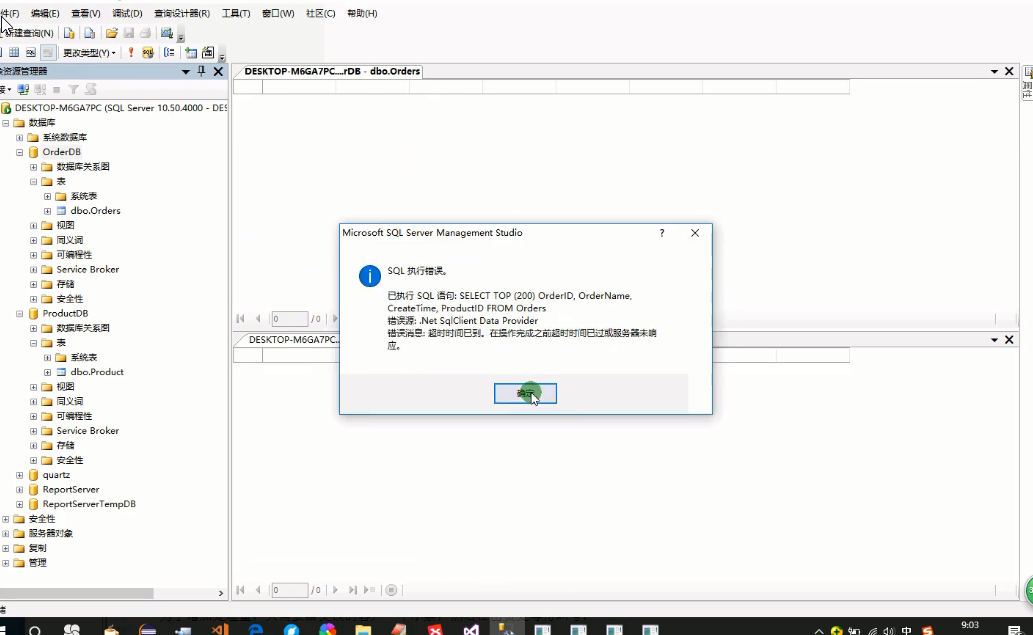 件(F) 编辑(E) 查看(V) 调试(D) 查询设计器(R) 工具(T) 窗口(W) 社区(C) 帮助(H)
新建查询(N)
更改类型(Y)
资源管理器
DESKTOP-M6GA7PC....rDB - dbo.Orders
接
DESKTOP-M6GA7PC (SQL Server 10.50.4000 - DES
数据库
系统数据库
OrderDB
数据库关系图
表
系统表
dbo.Orders
视图
同义词
可编程性
Service Broker
存储
安全性
ProductDB
数据库关系图
表
系统表
dbo.Product
视图
同义词
可编程性
Service Broker
存储
安全性
quartz
ReportServer
ReportServerTempDB
安全性
服务器对象
复制
管理
0 / 0
DESKTOP-M6GA7PC..
Microsoft SQL Server Management Studio
?
SQL 执行错误。
已执行 SQL 语句: SELECT TOP (200) OrderID, OrderName,
CreateTime, ProductID FROM Orders
错误源: .Net SqlClient Data Provider
错误消息: 超时时间已到。在操作完成之前超时时间已过或服务器未响
应。
确定
0 / 0
中
9:03